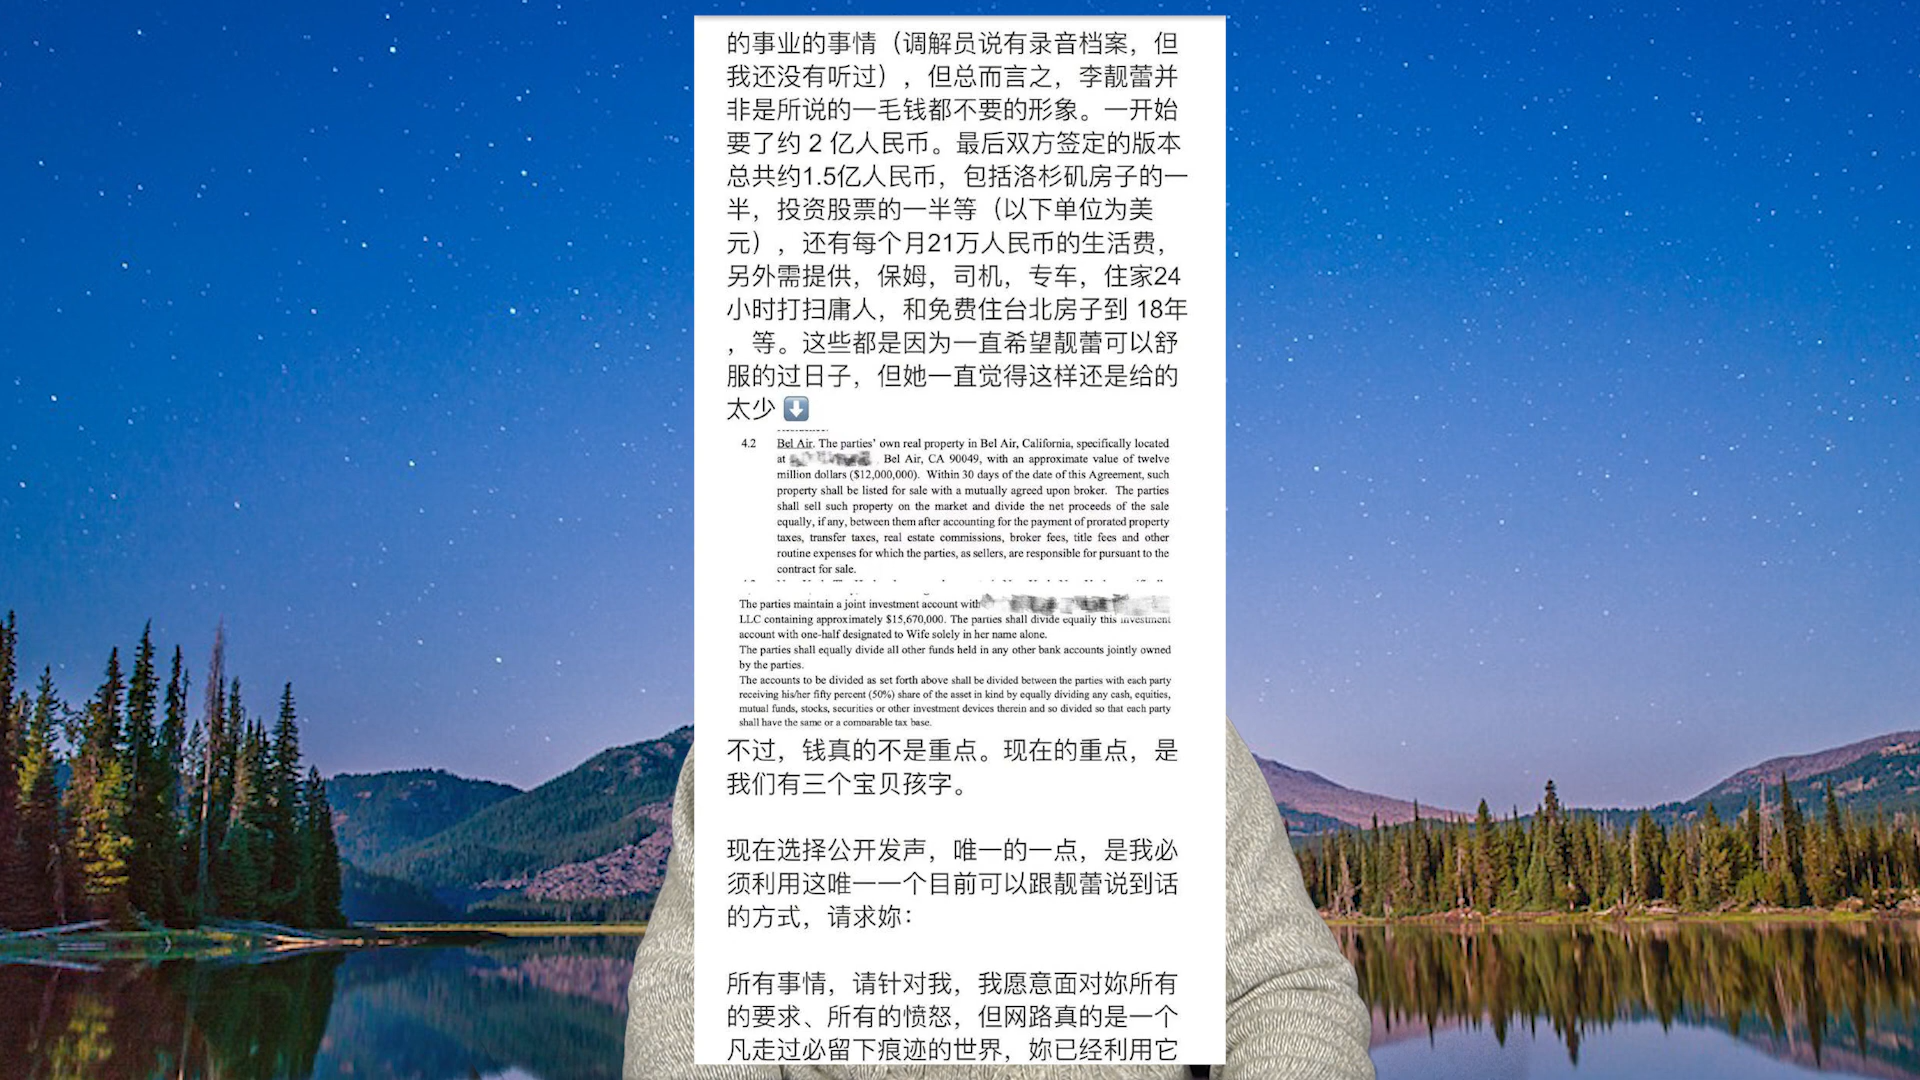 的事业的事情（调解员说有录音档案，但
我还没有听过），但总而言之，李靓蕾并
非是所说的一毛钱都不要的形象。一开始
要了约 2 亿人民币。最后双方签定的版本
总共约1.5亿人民币，包括洛杉矶房子的一
半，投资股票的一半等（以下单位为美
元），还有每个月21万人民币的生活费，
另外需提供，保姆，司机，专车，住家24
小时打扫庸人，和免费住台北房子到 18年
，等。这些都是因为一直希望靓蕾可以舒
服的过日子，但她一直觉得这样还是给的
太少 ⬇️
4.2 Bel Air. The parties' own real property in Bel Air, California, specifically located
at Bel Air, CA 90049, with an approximate value of twelve
million dollars ($12,000,000). Within 30 days of the date of this Agreement, such
property shall be listed for sale with a mutually agreed upon broker. The parties
shall sell such property on the market and divide the net proceeds of the sale
equally, if any, between them after accounting for the payment of prorated property
taxes, transfer taxes, real estate commissions, broker fees, title fees and other
routine expenses for which the parties, as sellers, are responsible for pursuant to the
contract for sale.
The parties maintain a joint investment account with
LLC containing approximately $15,670,000. The parties shall divide equally this investment
account with one-half designated to Wife solely in her name alone.
The parties shall equally divide all other funds held in any other bank accounts jointly owned
by the parties.
The accounts to be divided as set forth above shall be divided between the parties with each party
receiving his/her fifty percent (50%) share of the asset in kind by equally dividing any cash, equities,
mutual funds, stocks, securities or other investment devices therein and so divided so that each party
shall have the same or a comparable tax base.
不过，钱真的不是重点。现在的重点，是
我们有三个宝贝孩字。
现在选择公开发声，唯一的一点，是我必
须利用这唯一一个目前可以跟靓蕾说到话
的方式，请求妳：
所有事情，请针对我，我愿意面对妳所有
的要求、所有的愤怒，但网路真的是一个
凡走过必留下痕迹的世界，妳已经利用它